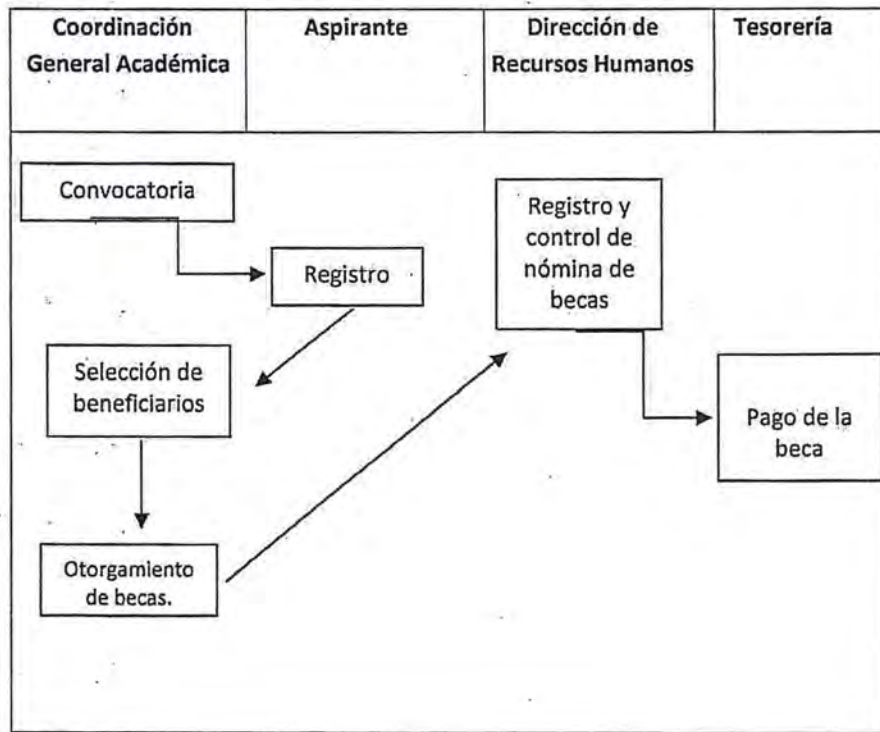 Coordinación
General Académica
Aspirante
Dirección de
Recursos Humanos
Tesorería
Convocatoria
Registro
Selección de
beneficiarios
Otorgamiento
de becas.
Registro y
control de
nómina de
becas
Pago de la
beca